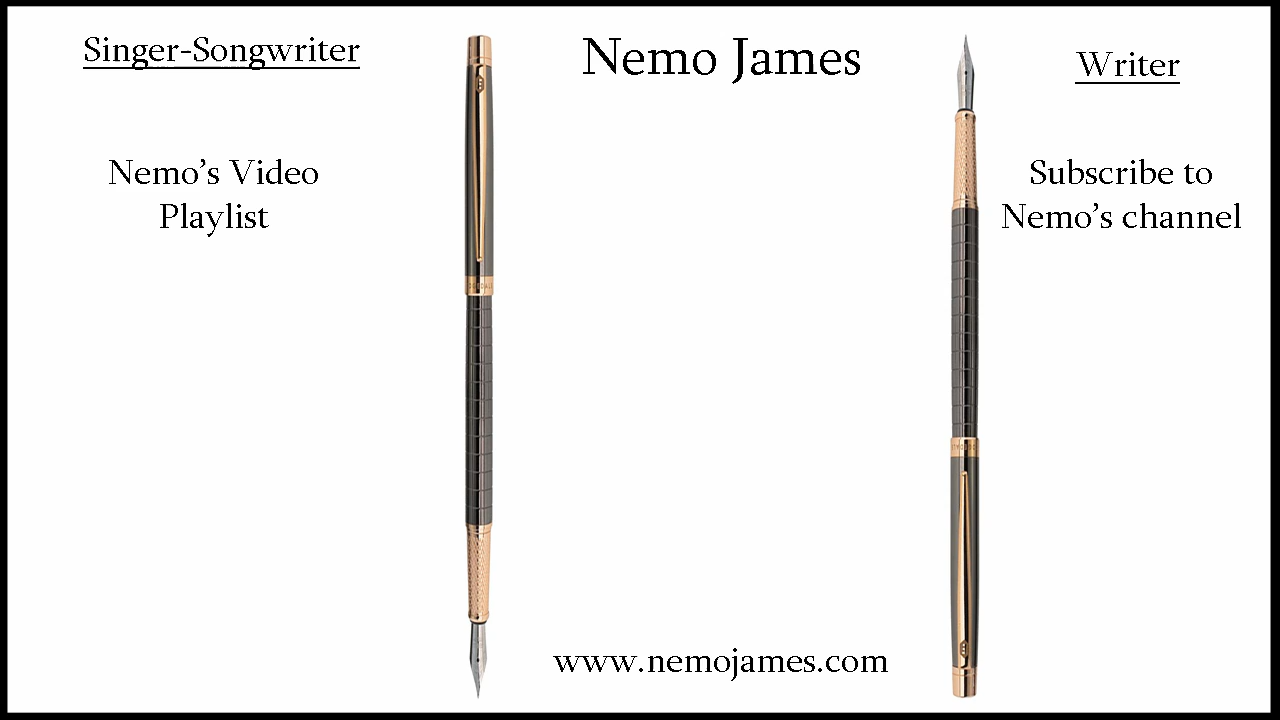 Singer-Songwriter
Nemo James
Writer
Nemo's Video
Playlist
Subscribe to
Nemo's channel
www.nemojames.com